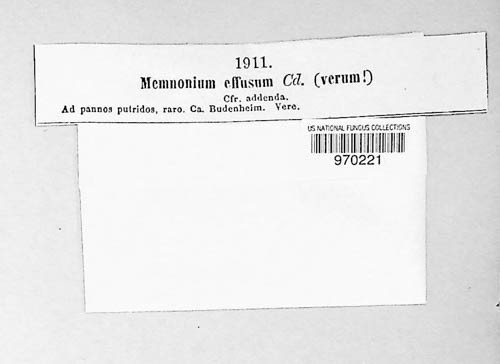 1911.
Memnonium effusum Cd. (verum!)
Cfr. addenda.
Ad pannos putridos, raro. Ca. Budenheim. Vere.
US NATIONAL FUNGUS COLLECTIONS
970221